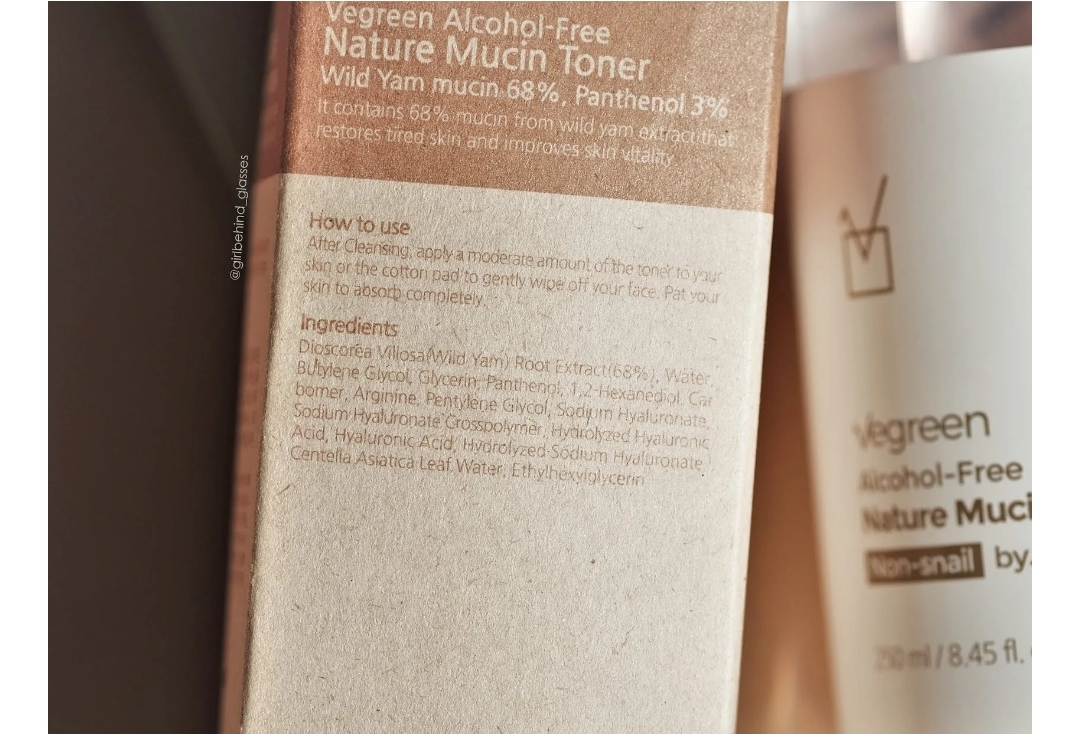 Vegreen Alcohol-Free
Nature Mucin Toner
Wild Yam mucin 68%, Panthenol 3%
It contains 68% mucin from wild yam extract that
restores tired skin and improves skin vitality.
How to use
After Cleansing, apply a moderate amount of the toner to your
skin or the cotton pad to gently wipe off your face. Pat your
skin to absorb completely.
Ingredients
Dioscorea Villosa(Wild Yam) Root Extract(68%), Water,
Butylene Glycol, Glycerin, Panthenol, 1,2-Hexanediol, Car
bomer, Arginine, Pentylene Glycol, Sodium Hyaluronate,
Sodium Hyaluronate Crosspolymer, Hydrolyzed Hyaluronic
Acid, Hyaluronic Acid, Hydrolyzed Sodium Hyaluronate,
Centella Asiatica Leaf Water, Ethylhexylglycerin
@girlbehind_glasses
Vegreen
Alcohol-Free
Nature Muci
Non-snail by.
250 ml / 8.45 fl.